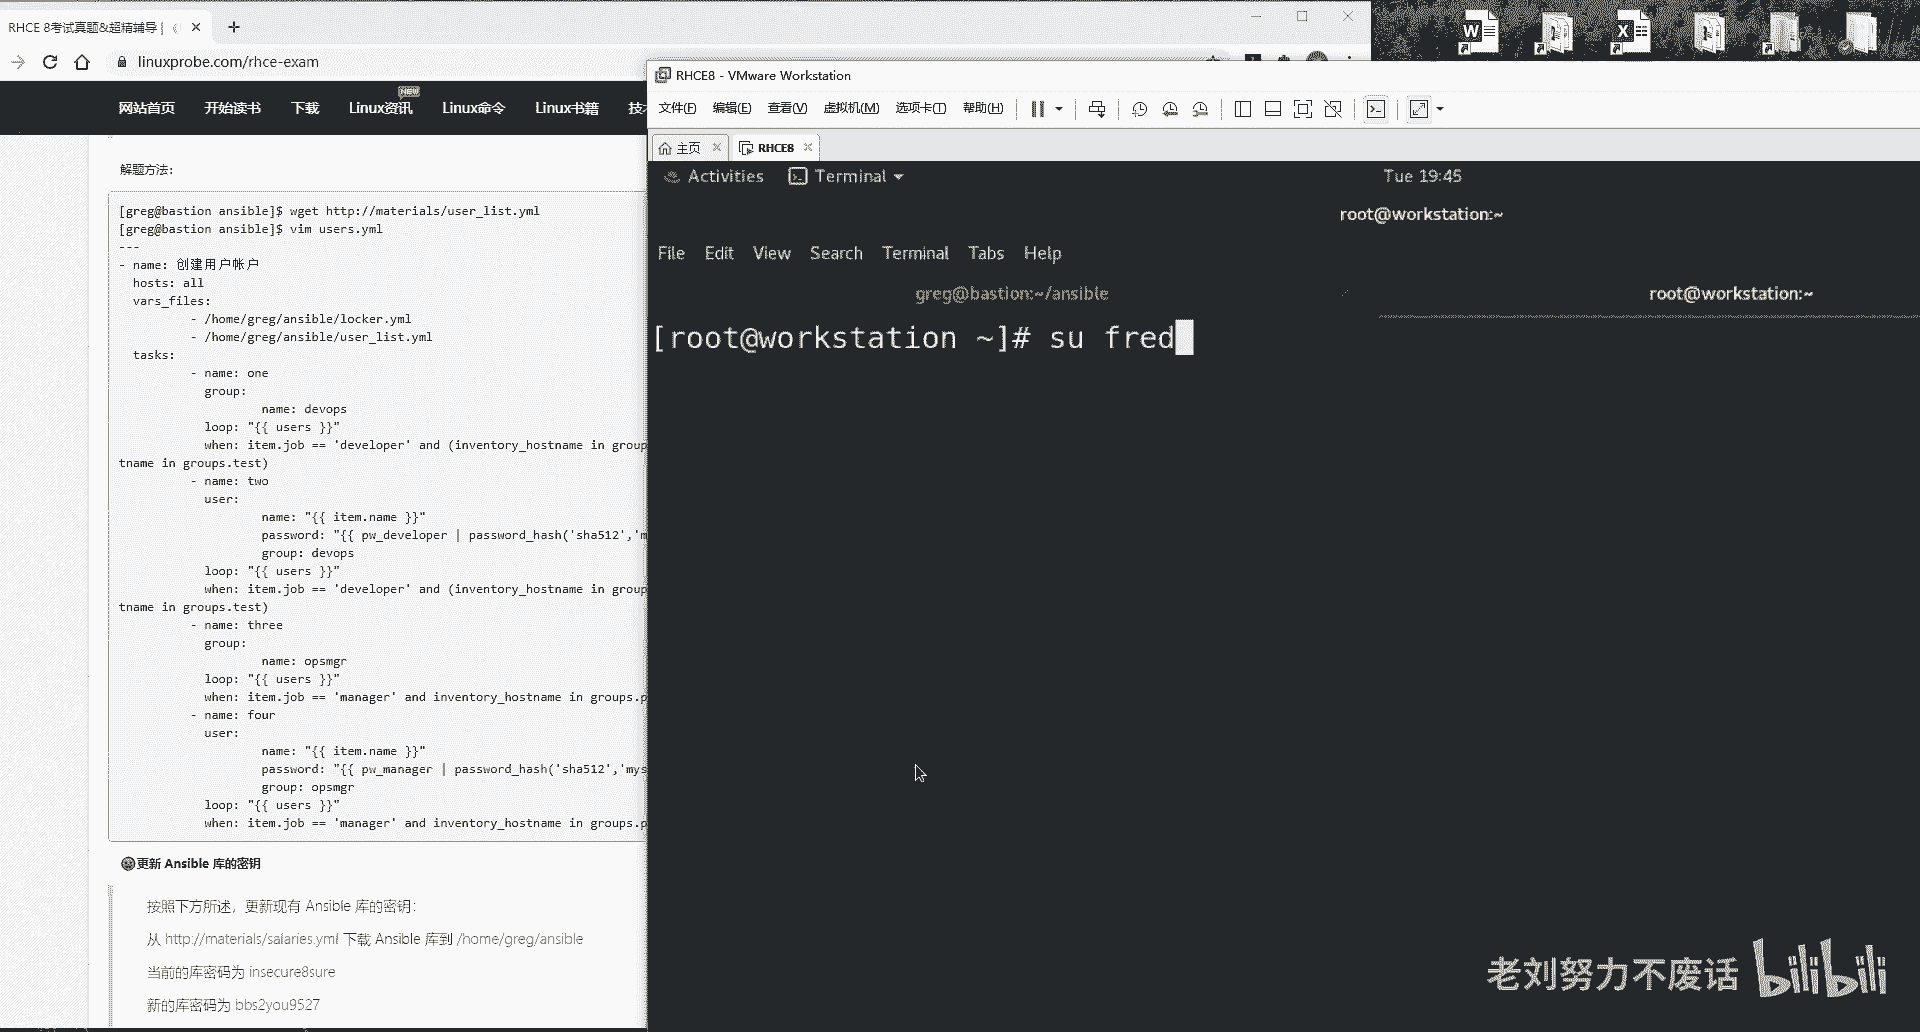 RHCE 8考试真题&超精辅导 |
linuxprobe.com/rhce-exam
网站首页 开始读书 下载 Linux资讯 NEW Linux命令 Linux书籍
解题方法:
[greg@bastion ansible]$ wget http://materials/user_list.yml
[greg@bastion ansible]$ vim users.yml
---
- name: 创建用户帐户
hosts: all
vars_files:
- /home/greg/ansible/locker.yml
- /home/greg/ansible/user_list.yml
tasks:
- name: one
group:
name: devops
loop: "{{ users }}"
when: item.job == 'developer' and (inventory_hostname in group
tname in groups.test)
- name: two
user:
name: "{{ item.name }}"
password: "{{ pw_developer | password_hash('sha512','m
group: devops
loop: "{{ users }}"
when: item.job == 'developer' and (inventory_hostname in group
tname in groups.test)
- name: three
group:
name: opsmgr
loop: "{{ users }}"
when: item.job == 'manager' and inventory_hostname in groups.p
- name: four
user:
name: "{{ item.name }}"
password: "{{ pw_manager | password_hash('sha512','mys
group: opsmgr
loop: "{{ users }}"
when: item.job == 'manager' and inventory_hostname in groups.p
更新 Ansible 库的密钥
按照下方所述，更新现有 Ansible 库的密钥:
从 http://materials/salaries.yml 下载 Ansible 库到 /home/greg/ansible
当前的库密码为 insecure8sure
新的库密码为 bbs2you9527
RHCE8 - VMware Workstation
文件(F) 编辑(E) 查看(V) 虚拟机(M) 选项卡(T) 帮助(H)
主页 RHCE8
Activities Terminal Tue 19:45
root@workstation:~
File Edit View Search Terminal Tabs Help
greg@bastion:~/ansible root@workstation:~
[root@workstation ~]# su fred
老刘努力不废话 bilibili